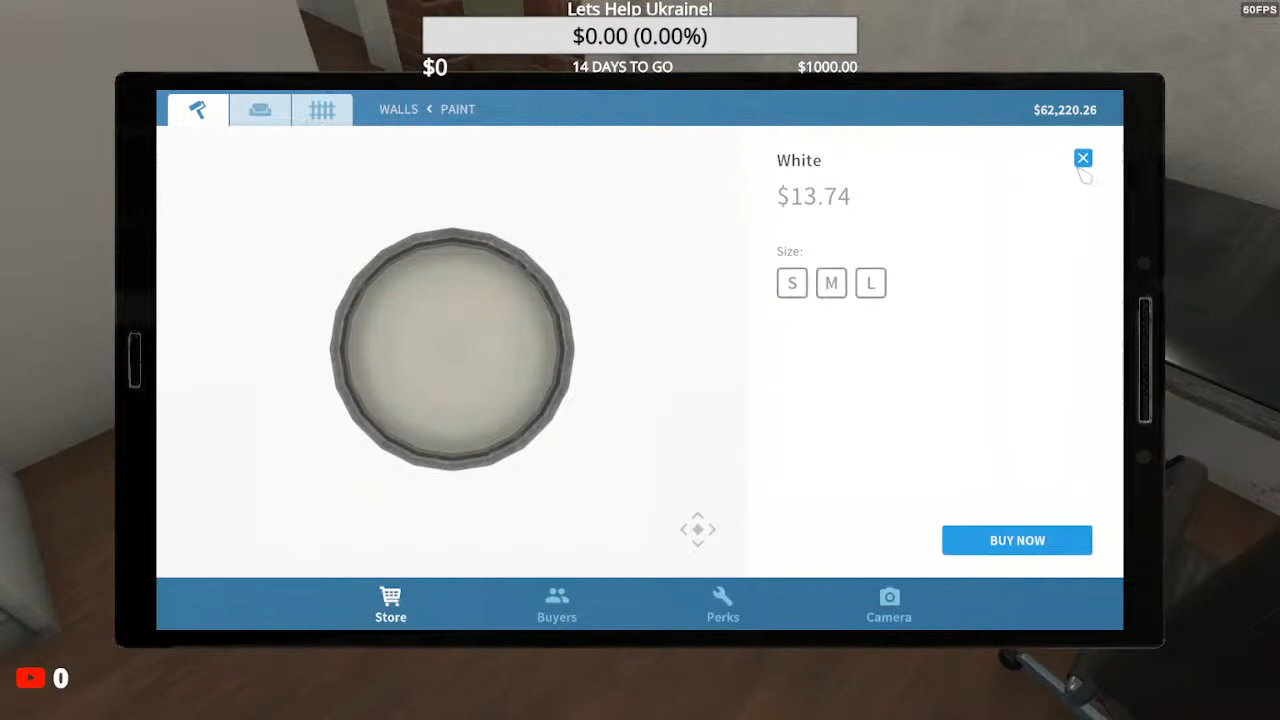 Lets Help Ukraine!
60FPS
$0.00 (0.00%)
$0
14 DAYS TO GO
$1000.00
WALLS < PAINT
$62,220.26
White
$13.74
Size:
S M L
BUY NOW
Store
Buyers
Perks
Camera
0